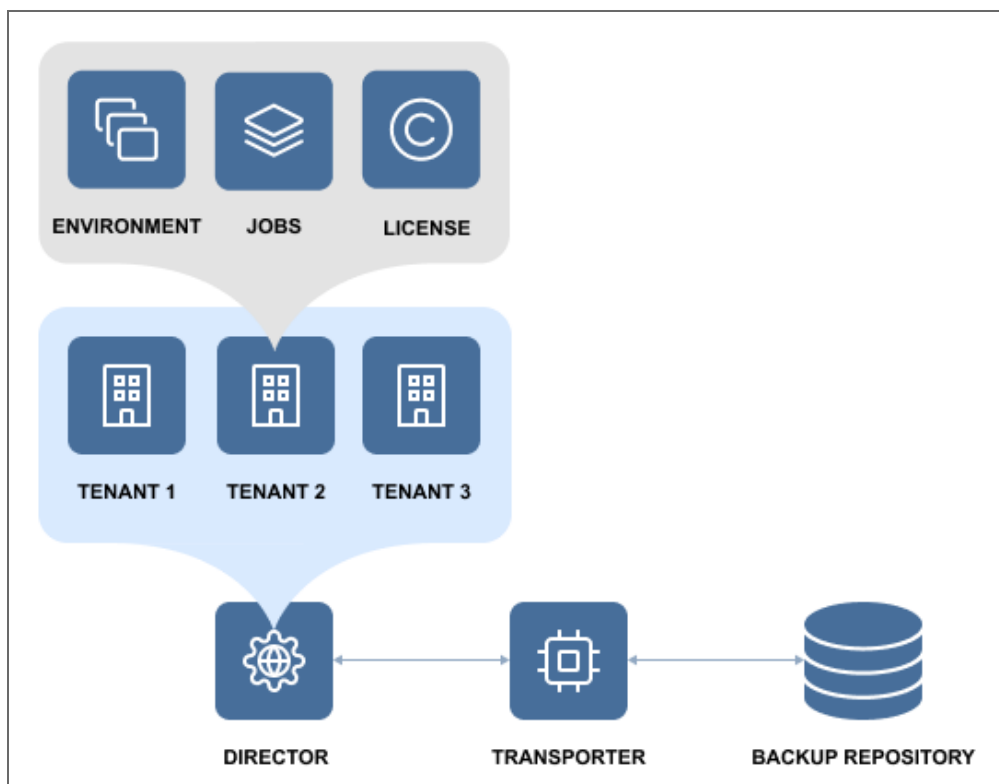 ENVIRONMENT JOBS LICENSE
TENANT 1 TENANT 2 TENANT 3
DIRECTOR TRANSPORTER BACKUP REPOSITORY